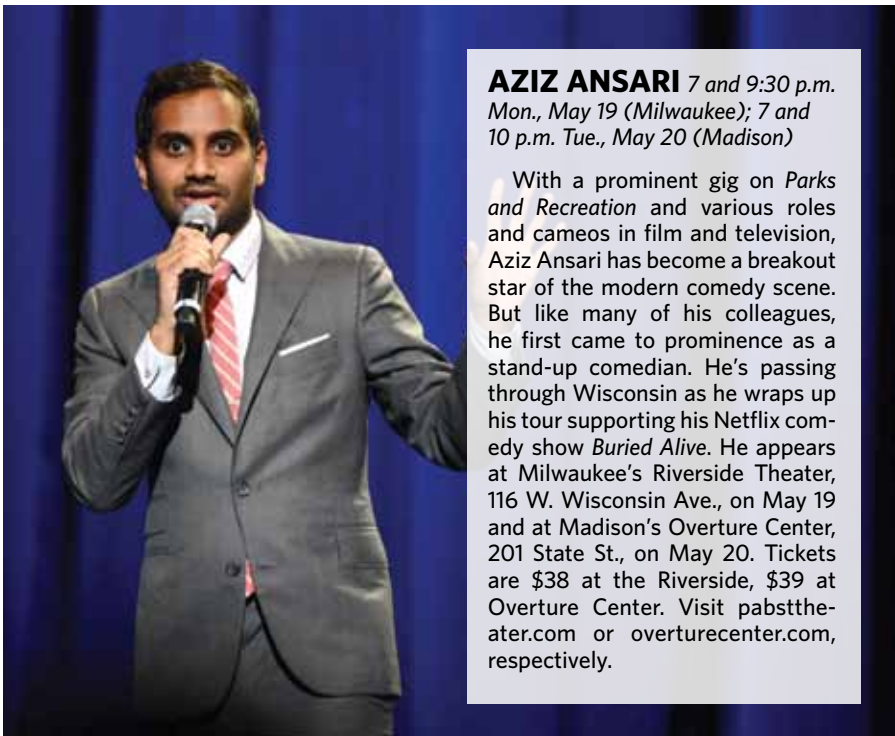 AZIZ ANSARI 7 and 9:30 p.m.
Mon., May 19 (Milwaukee); 7 and
10 p.m. Tue., May 20 (Madison)
With a prominent gig on Parks
and Recreation and various roles
and cameos in film and television,
Aziz Ansari has become a breakout
star of the modern comedy scene.
But like many of his colleagues,
he first came to prominence as a
stand-up comedian. He's passing
through Wisconsin as he wraps up
his tour supporting his Netflix com-
edy show Buried Alive. He appears
at Milwaukee's Riverside Theater,
116 W. Wisconsin Ave., on May 19
and at Madison's Overture Center,
201 State St., on May 20. Tickets
are $38 at the Riverside, $39 at
Overture Center. Visit pabstthe-
ater.com or overturecenter.com,
respectively.